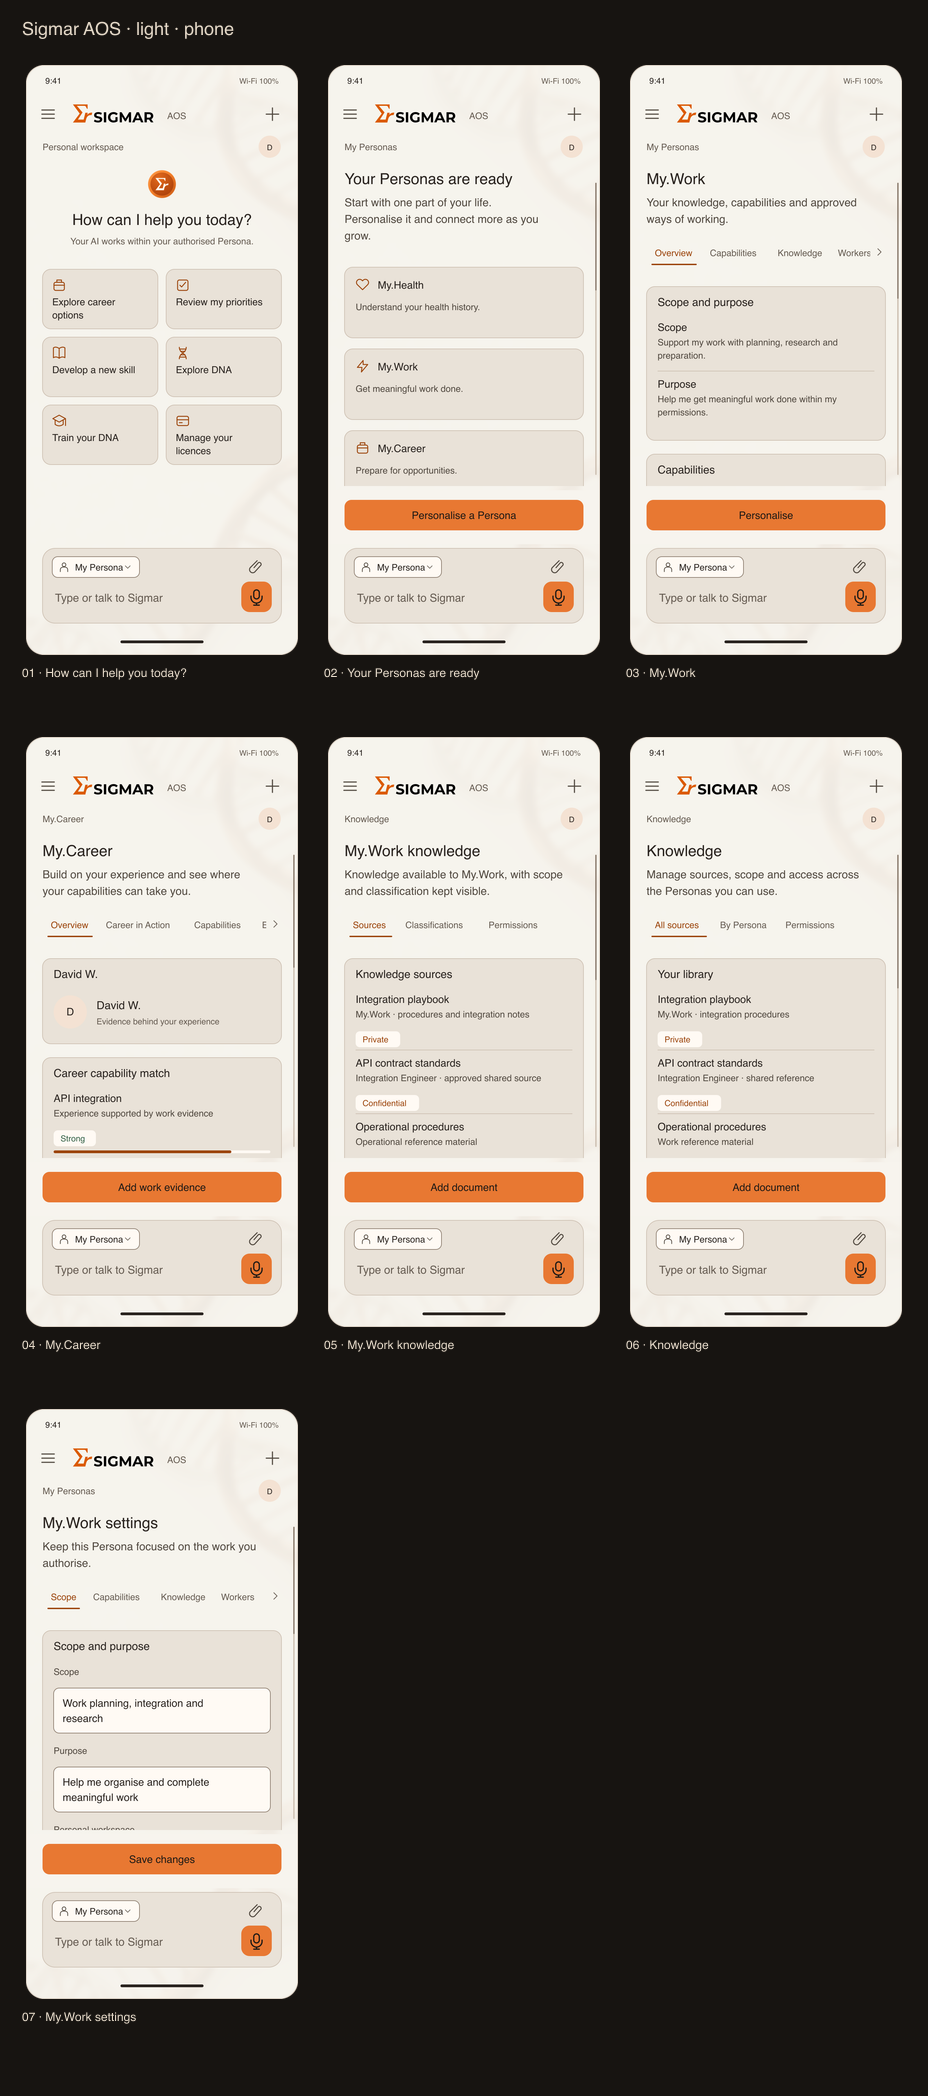 Sigmar AOS · light · phone
9:41
Wi-Fi 100%
SIGMAR AOS
Personal workspace
D
How can I help you today?
Your AI works within your authorised Persona.
Explore career
options
Review my priorities
Develop a new skill
Explore DNA
Train your DNA
Manage your
licences
My Persona
Type or talk to Sigmar
01 · How can I help you today?
9:41
Wi-Fi 100%
SIGMAR AOS
My Personas
D
Your Personas are ready
Start with one part of your life.
Personalise it and connect more as you
grow.
My.Health
Understand your health history.
My.Work
Get meaningful work done.
My.Career
Prepare for opportunities.
Personalise a Persona
My Persona
Type or talk to Sigmar
02 · Your Personas are ready
9:41
Wi-Fi 100%
SIGMAR AOS
My Personas
D
My.Work
Your knowledge, capabilities and approved
ways of working.
Overview Capabilities Knowledge Workers
Scope and purpose
Scope
Support my work with planning, research and
preparation.
Purpose
Help me get meaningful work done within my
permissions.
Capabilities
Personalise
My Persona
Type or talk to Sigmar
03 · My.Work
9:41
Wi-Fi 100%
SIGMAR AOS
My.Career
D
My.Career
Build on your experience and see where
your capabilities can take you.
Overview Career in Action Capabilities E
David W.
D
David W.
Evidence behind your experience
Career capability match
API integration
Experience supported by work evidence
Strong
Add work evidence
My Persona
Type or talk to Sigmar
04 · My.Career
9:41
Wi-Fi 100%
SIGMAR AOS
Knowledge
D
My.Work knowledge
Knowledge available to My.Work, with scope
and classification kept visible.
Sources Classifications Permissions
Knowledge sources
Integration playbook
My.Work · procedures and integration notes
Private
API contract standards
Integration Engineer · approved shared source
Confidential
Operational procedures
Operational reference material
Add document
My Persona
Type or talk to Sigmar
05 · My.Work knowledge
9:41
Wi-Fi 100%
SIGMAR AOS
Knowledge
D
Knowledge
Manage sources, scope and access across
the Personas you can use.
All sources By Persona Permissions
Your library
Integration playbook
My.Work · integration procedures
Private
API contract standards
Integration Engineer · shared reference
Confidential
Operational procedures
Work reference material
Add document
My Persona
Type or talk to Sigmar
06 · Knowledge
9:41
Wi-Fi 100%
SIGMAR AOS
My Personas
D
My.Work settings
Keep this Persona focused on the work you
authorise.
Scope Capabilities Knowledge Workers
Scope and purpose
Scope
Work planning, integration and
research
Purpose
Help me organise and complete
meaningful work
Personal workspace
Save changes
My Persona
Type or talk to Sigmar
07 · My.Work settings